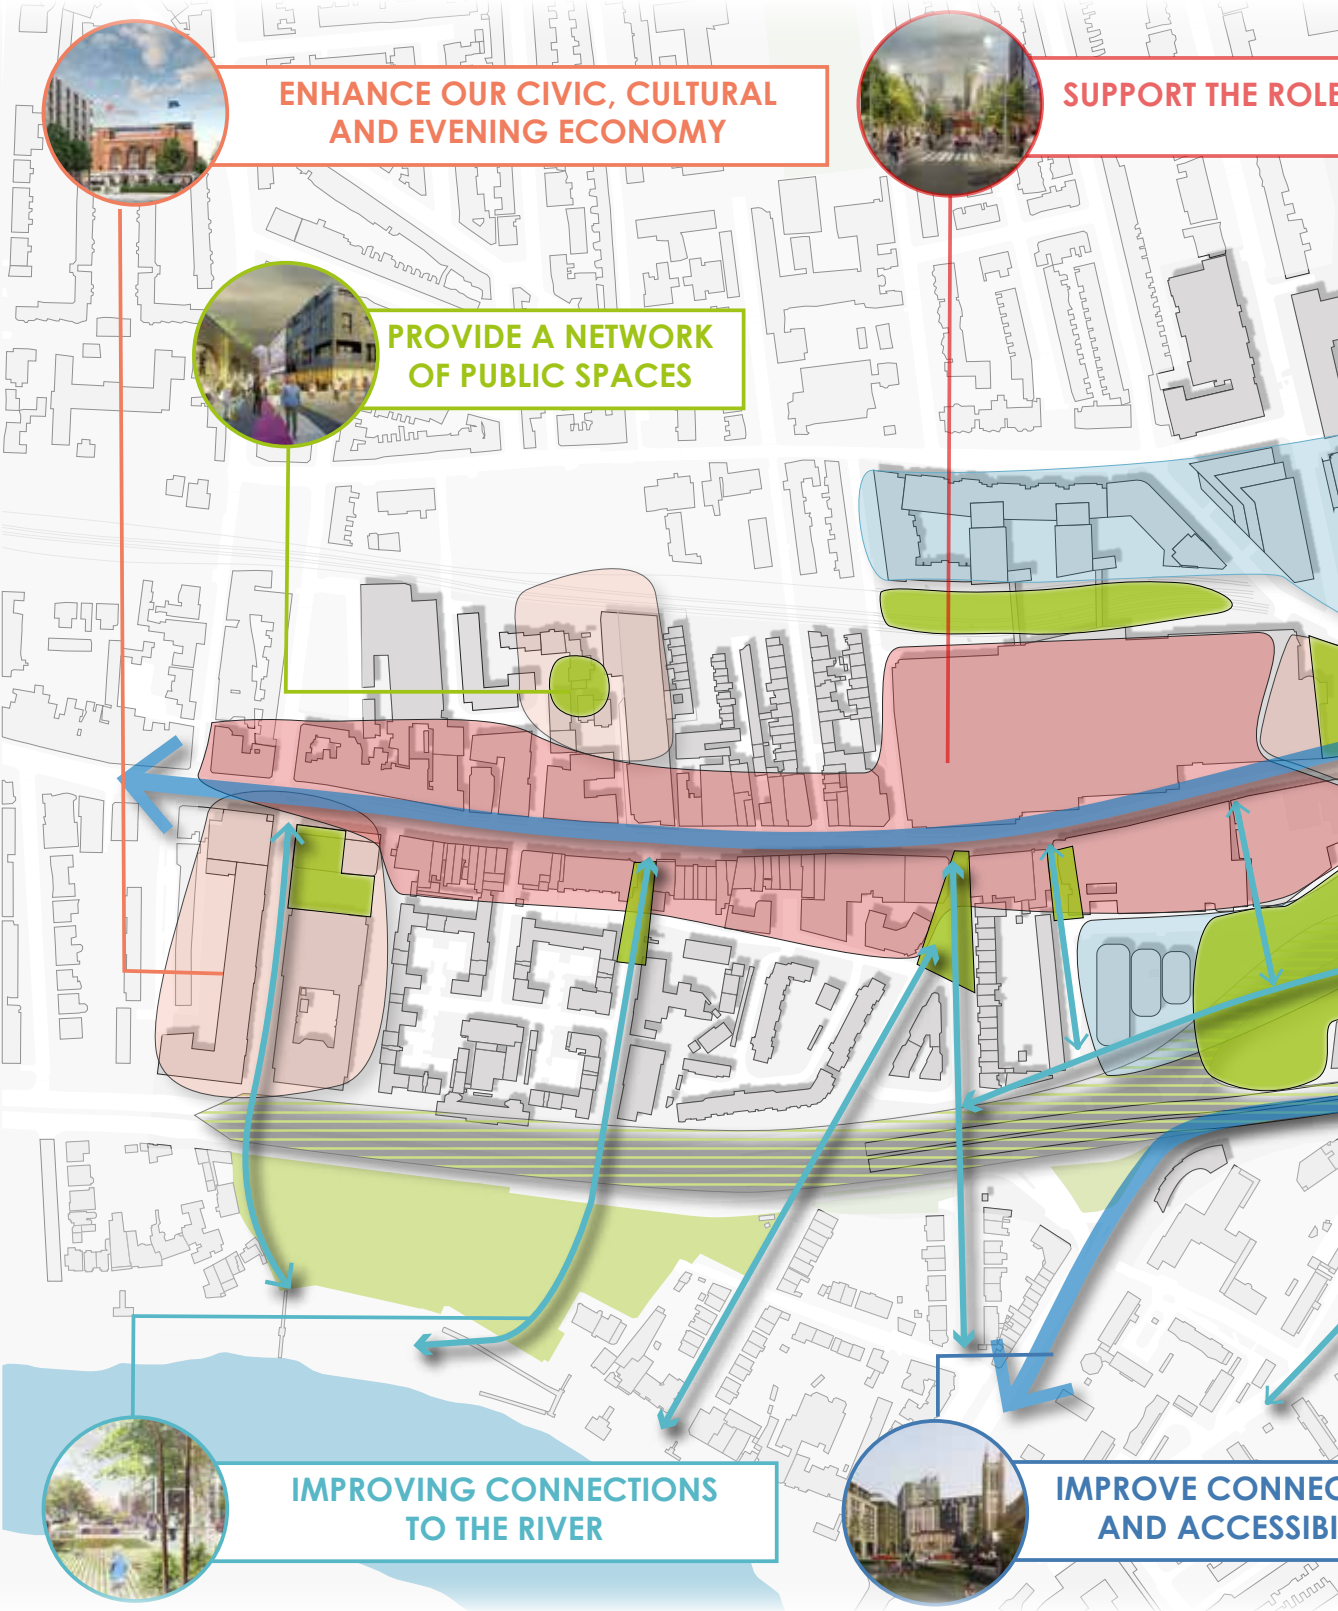 ENHANCE OUR CIVIC, CULTURAL
AND EVENING ECONOMY
SUPPORT THE ROLE
PROVIDE A NETWORK
OF PUBLIC SPACES
IMPROVING CONNECTIONS
TO THE RIVER
IMPROVE CONNEC
AND ACCESSIBI